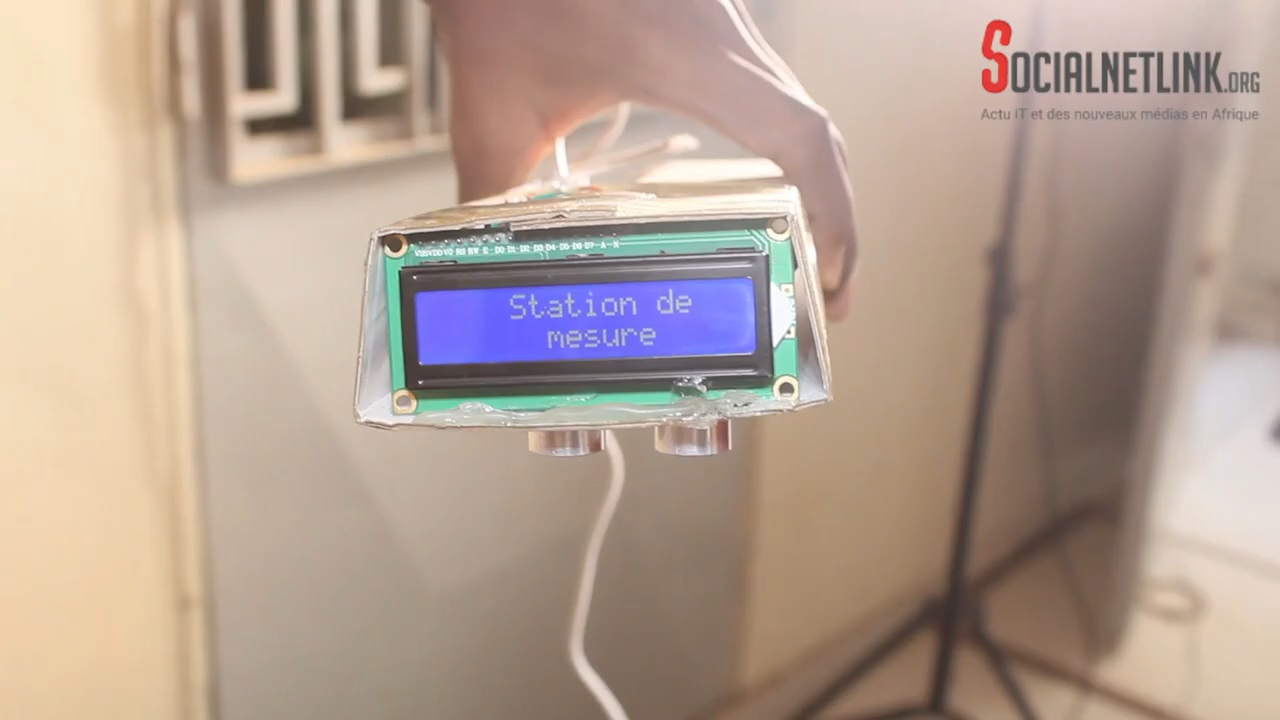 SOCIALNETLINK.ORG
Actu IT et des nouveaux médias en Afrique
Station de
mesure